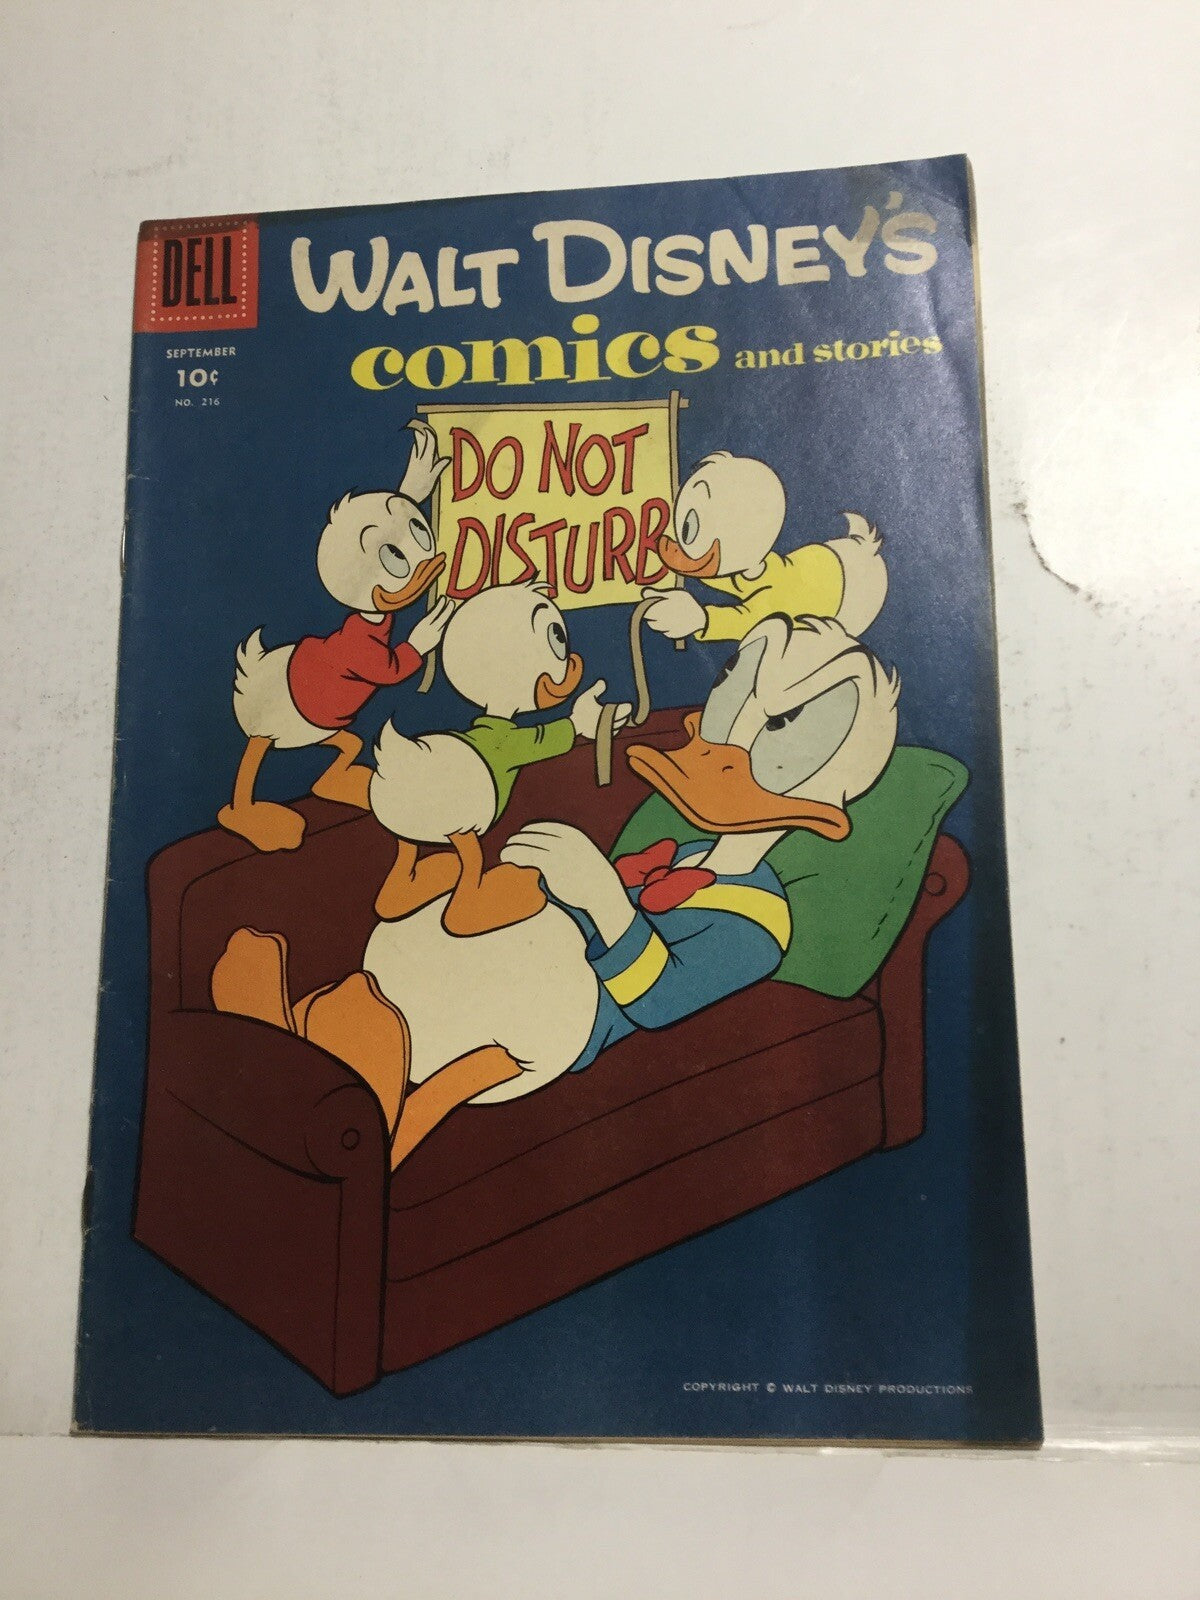 DELL
WALT DISNEY'S
comics and stories
SEPTEMBER
10¢
NO. 216
DO NOT
DISTURB
COPYRIGHT © WALT DISNEY PRODUCTIONS